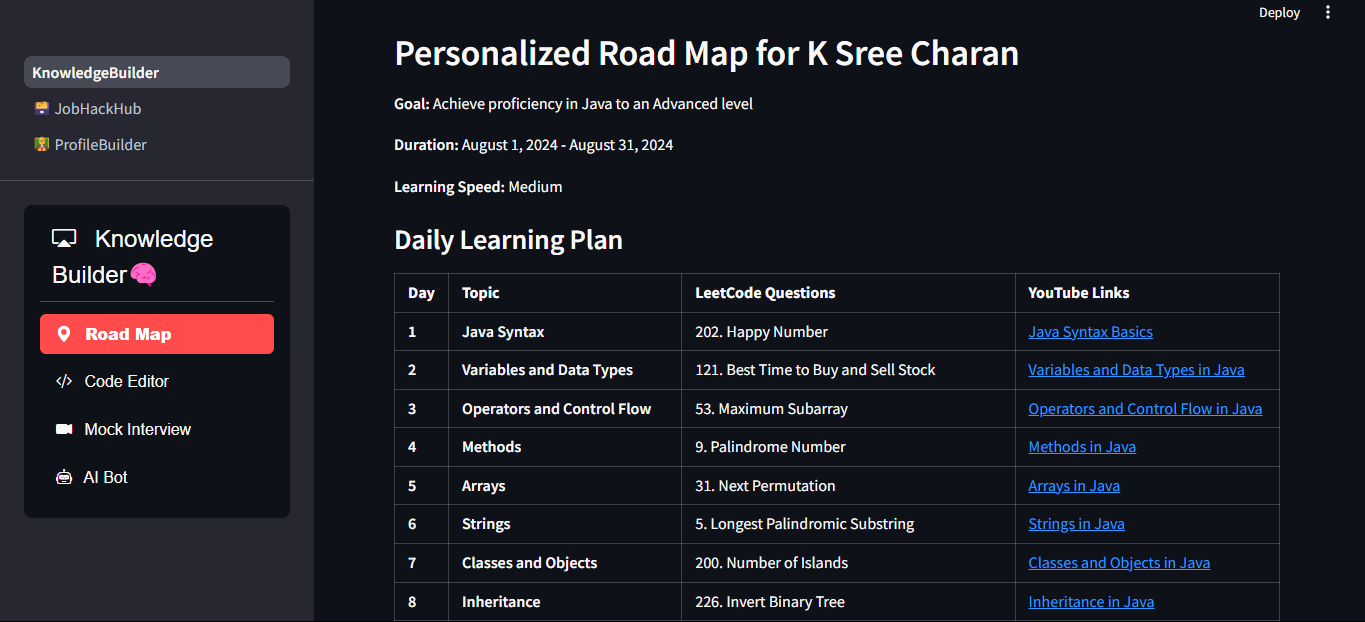 Deploy
KnowledgeBuilder
JobHackHub
ProfileBuilder
Knowledge
Builder
Road Map
Code Editor
Mock Interview
AI Bot
Personalized Road Map for K Sree Charan
Goal: Achieve proficiency in Java to an Advanced level
Duration: August 1, 2024 - August 31, 2024
Learning Speed: Medium
Daily Learning Plan
Day Topic LeetCode Questions YouTube Links
1 Java Syntax 202. Happy Number Java Syntax Basics
2 Variables and Data Types 121. Best Time to Buy and Sell Stock Variables and Data Types in Java
3 Operators and Control Flow 53. Maximum Subarray Operators and Control Flow in Java
4 Methods 9. Palindrome Number Methods in Java
5 Arrays 31. Next Permutation Arrays in Java
6 Strings 5. Longest Palindromic Substring Strings in Java
7 Classes and Objects 200. Number of Islands Classes and Objects in Java
8 Inheritance 226. Invert Binary Tree Inheritance in Java